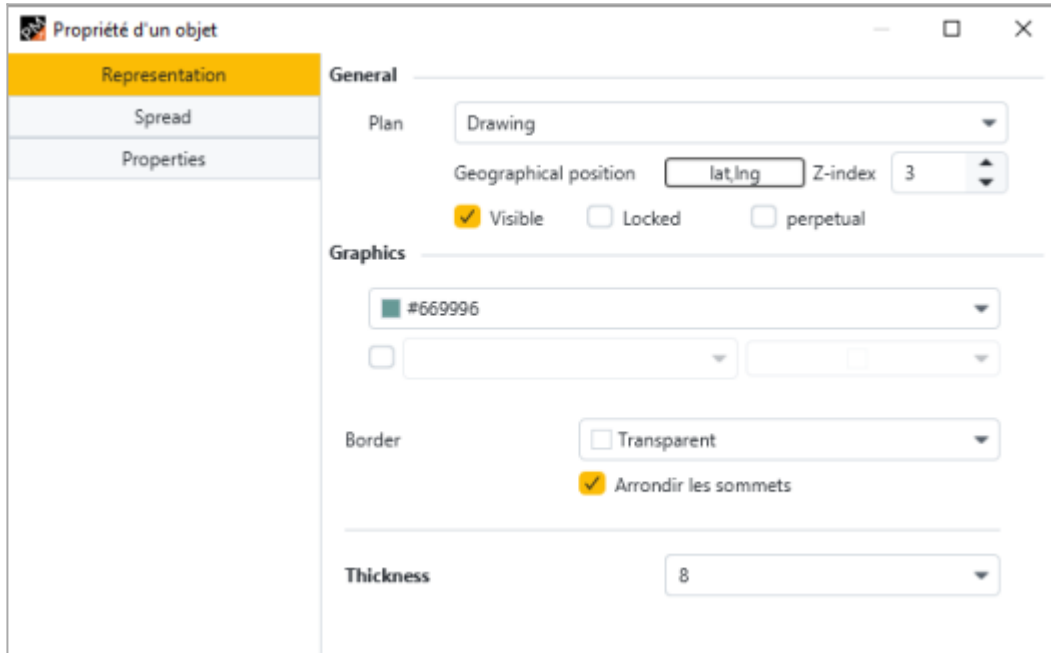 Propriété d'un objet
Representation
Spread
Properties
General
Plan Drawing
Geographical position lat,lng Z-index 3
Visible Locked perpetual
Graphics
#669996
Border Transparent
Arrondir les sommets
Thickness 8